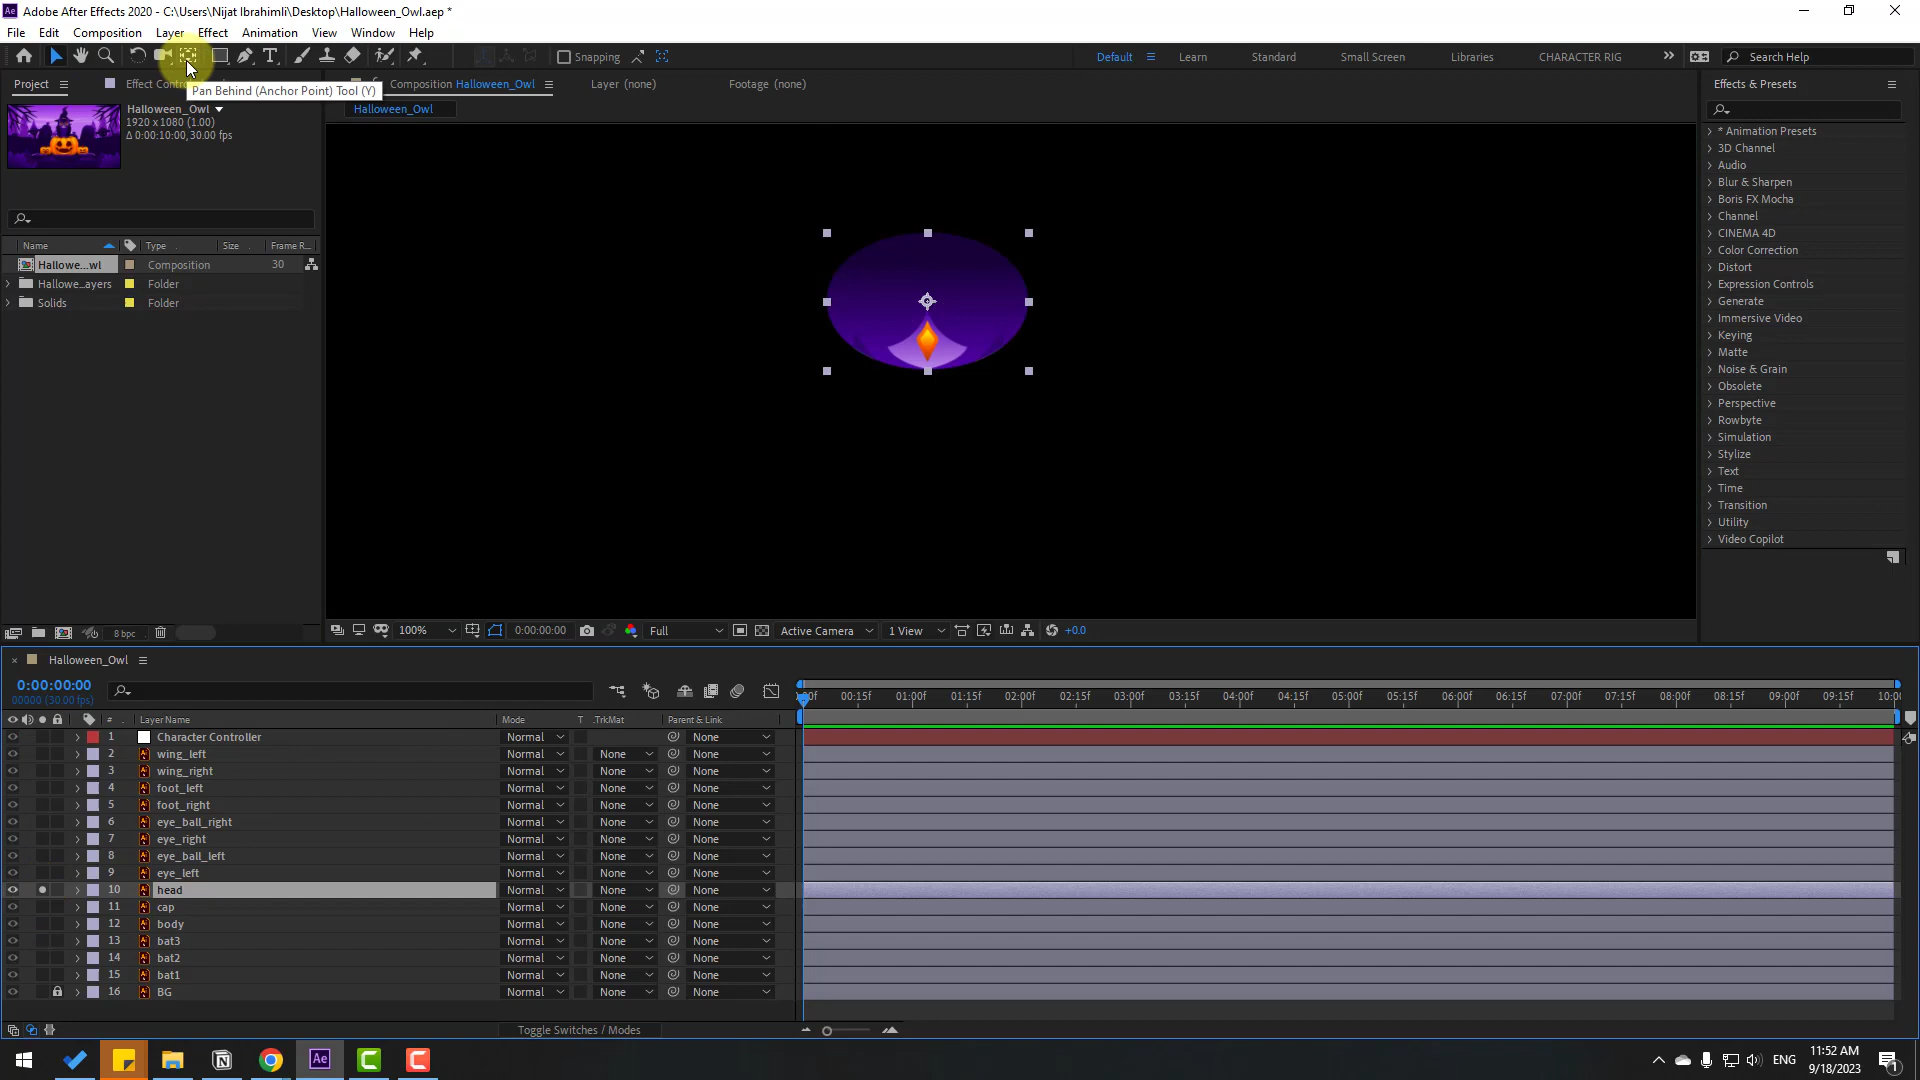 Adobe After Effects 2020 - C:\Users\Nijat Ibrahimli\Desktop\Halloween_Owl.aep *
File Edit Composition Layer Effect Animation View Window Help
Snapping Default Learn Standard Small Screen Libraries CHARACTER RIG Search Help
Project Effect Contr Composition Halloween_Owl Layer (none) Footage (none) Effects & Presets
Pan Behind (Anchor Point) Tool (Y)
Halloween_Owl
1920 x 1080 (1.00)
Δ 0:00:10:00, 30.00 fps
Halloween_Owl
Name Type Size Frame R...
Hallowe...wl Composition 30
Hallowe...ayers Folder
Solids Folder
* Animation Presets
3D Channel
Audio
Blur & Sharpen
Boris FX Mocha
Channel
CINEMA 4D
Color Correction
Distort
Expression Controls
Generate
Immersive Video
Keying
Matte
Noise & Grain
Obsolete
Perspective
Rowbyte
Simulation
Stylize
Text
Time
Transition
Utility
Video Copilot
8 bpc 100% 0:00:00:00 Full Active Camera 1 View +0.0
Halloween_Owl
0:00:00:00
00000 (30.00 fps)
:00f 00:15f 01:00f 01:15f 02:00f 02:15f 03:00f 03:15f 04:00f 04:15f 05:00f 05:15f 06:00f 06:15f 07:00f 07:15f 08:00f 08:15f 09:00f 09:15f 10:00
# Layer Name Mode T .TrkMat Parent & Link
1 Character Controller Normal None
2 wing_left Normal None None
3 wing_right Normal None None
4 foot_left Normal None None
5 foot_right Normal None None
6 eye_ball_right Normal None None
7 eye_right Normal None None
8 eye_ball_left Normal None None
9 eye_left Normal None None
10 head Normal None None
11 cap Normal None None
12 body Normal None None
13 bat3 Normal None None
14 bat2 Normal None None
15 bat1 Normal None None
16 BG Normal None None
Toggle Switches / Modes
ENG 11:52 AM
9/18/2023